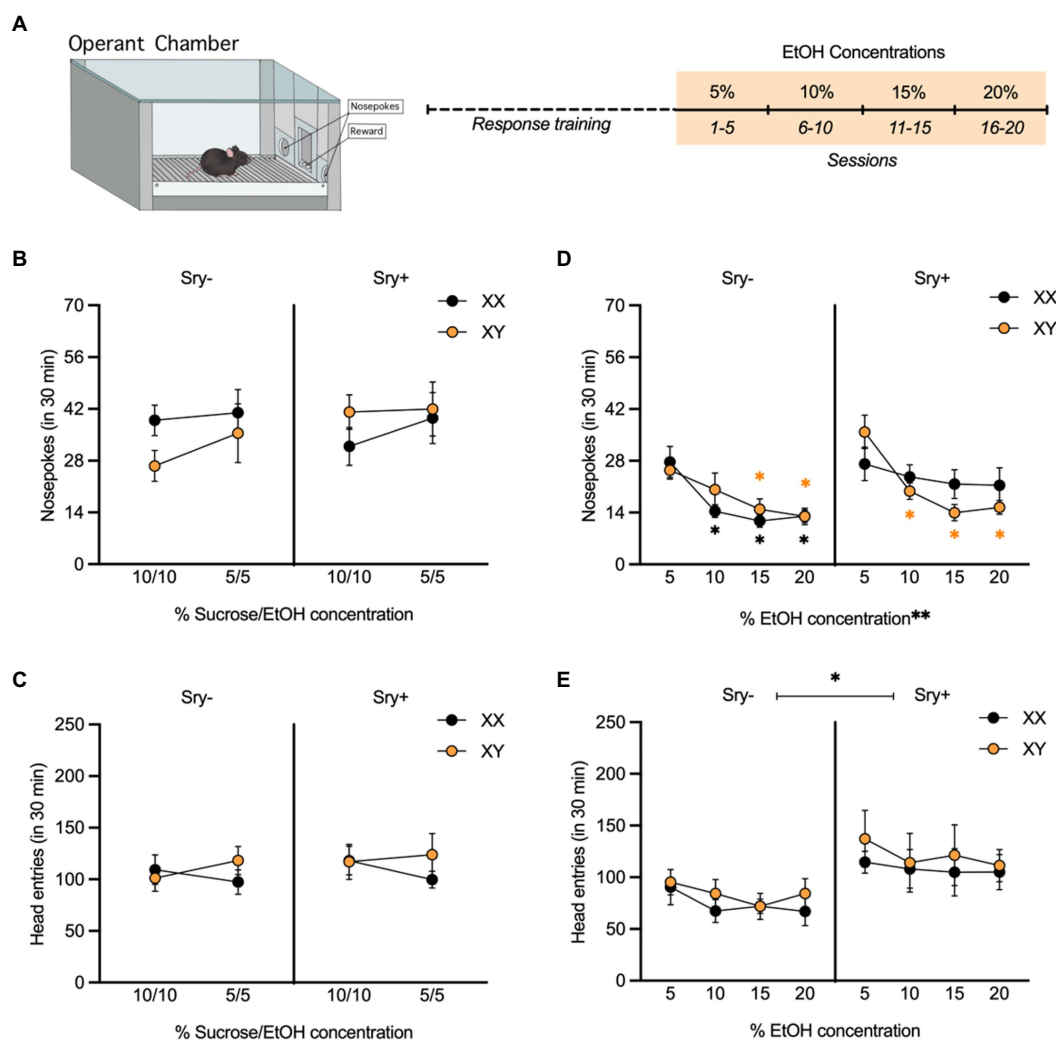 A
Operant Chamber
Nosepokes
Reward
Response training
EtOH Concentrations
5% 10% 15% 20%
1-5 6-10 11-15 16-20
Sessions
B
Sry- Sry+
XX
XY
Nosepokes (in 30 min)
70
56
42
28
14
0
10/10 5/5 10/10 5/5
% Sucrose/EtOH concentration
D
Sry- Sry+
XX
XY
Nosepokes (in 30 min)
70
56
42
28
14
0
* * *
* * *
* * *
5 10 15 20 5 10 15 20
% EtOH concentration**
C
Sry- Sry+
XX
XY
Head entries (in 30 min)
250
200
150
100
50
0
10/10 5/5 10/10 5/5
% Sucrose/EtOH concentration
E
*
Sry- Sry+
XX
XY
Head entries (in 30 min)
250
200
150
100
50
0
5 10 15 20 5 10 15 20
% EtOH concentration